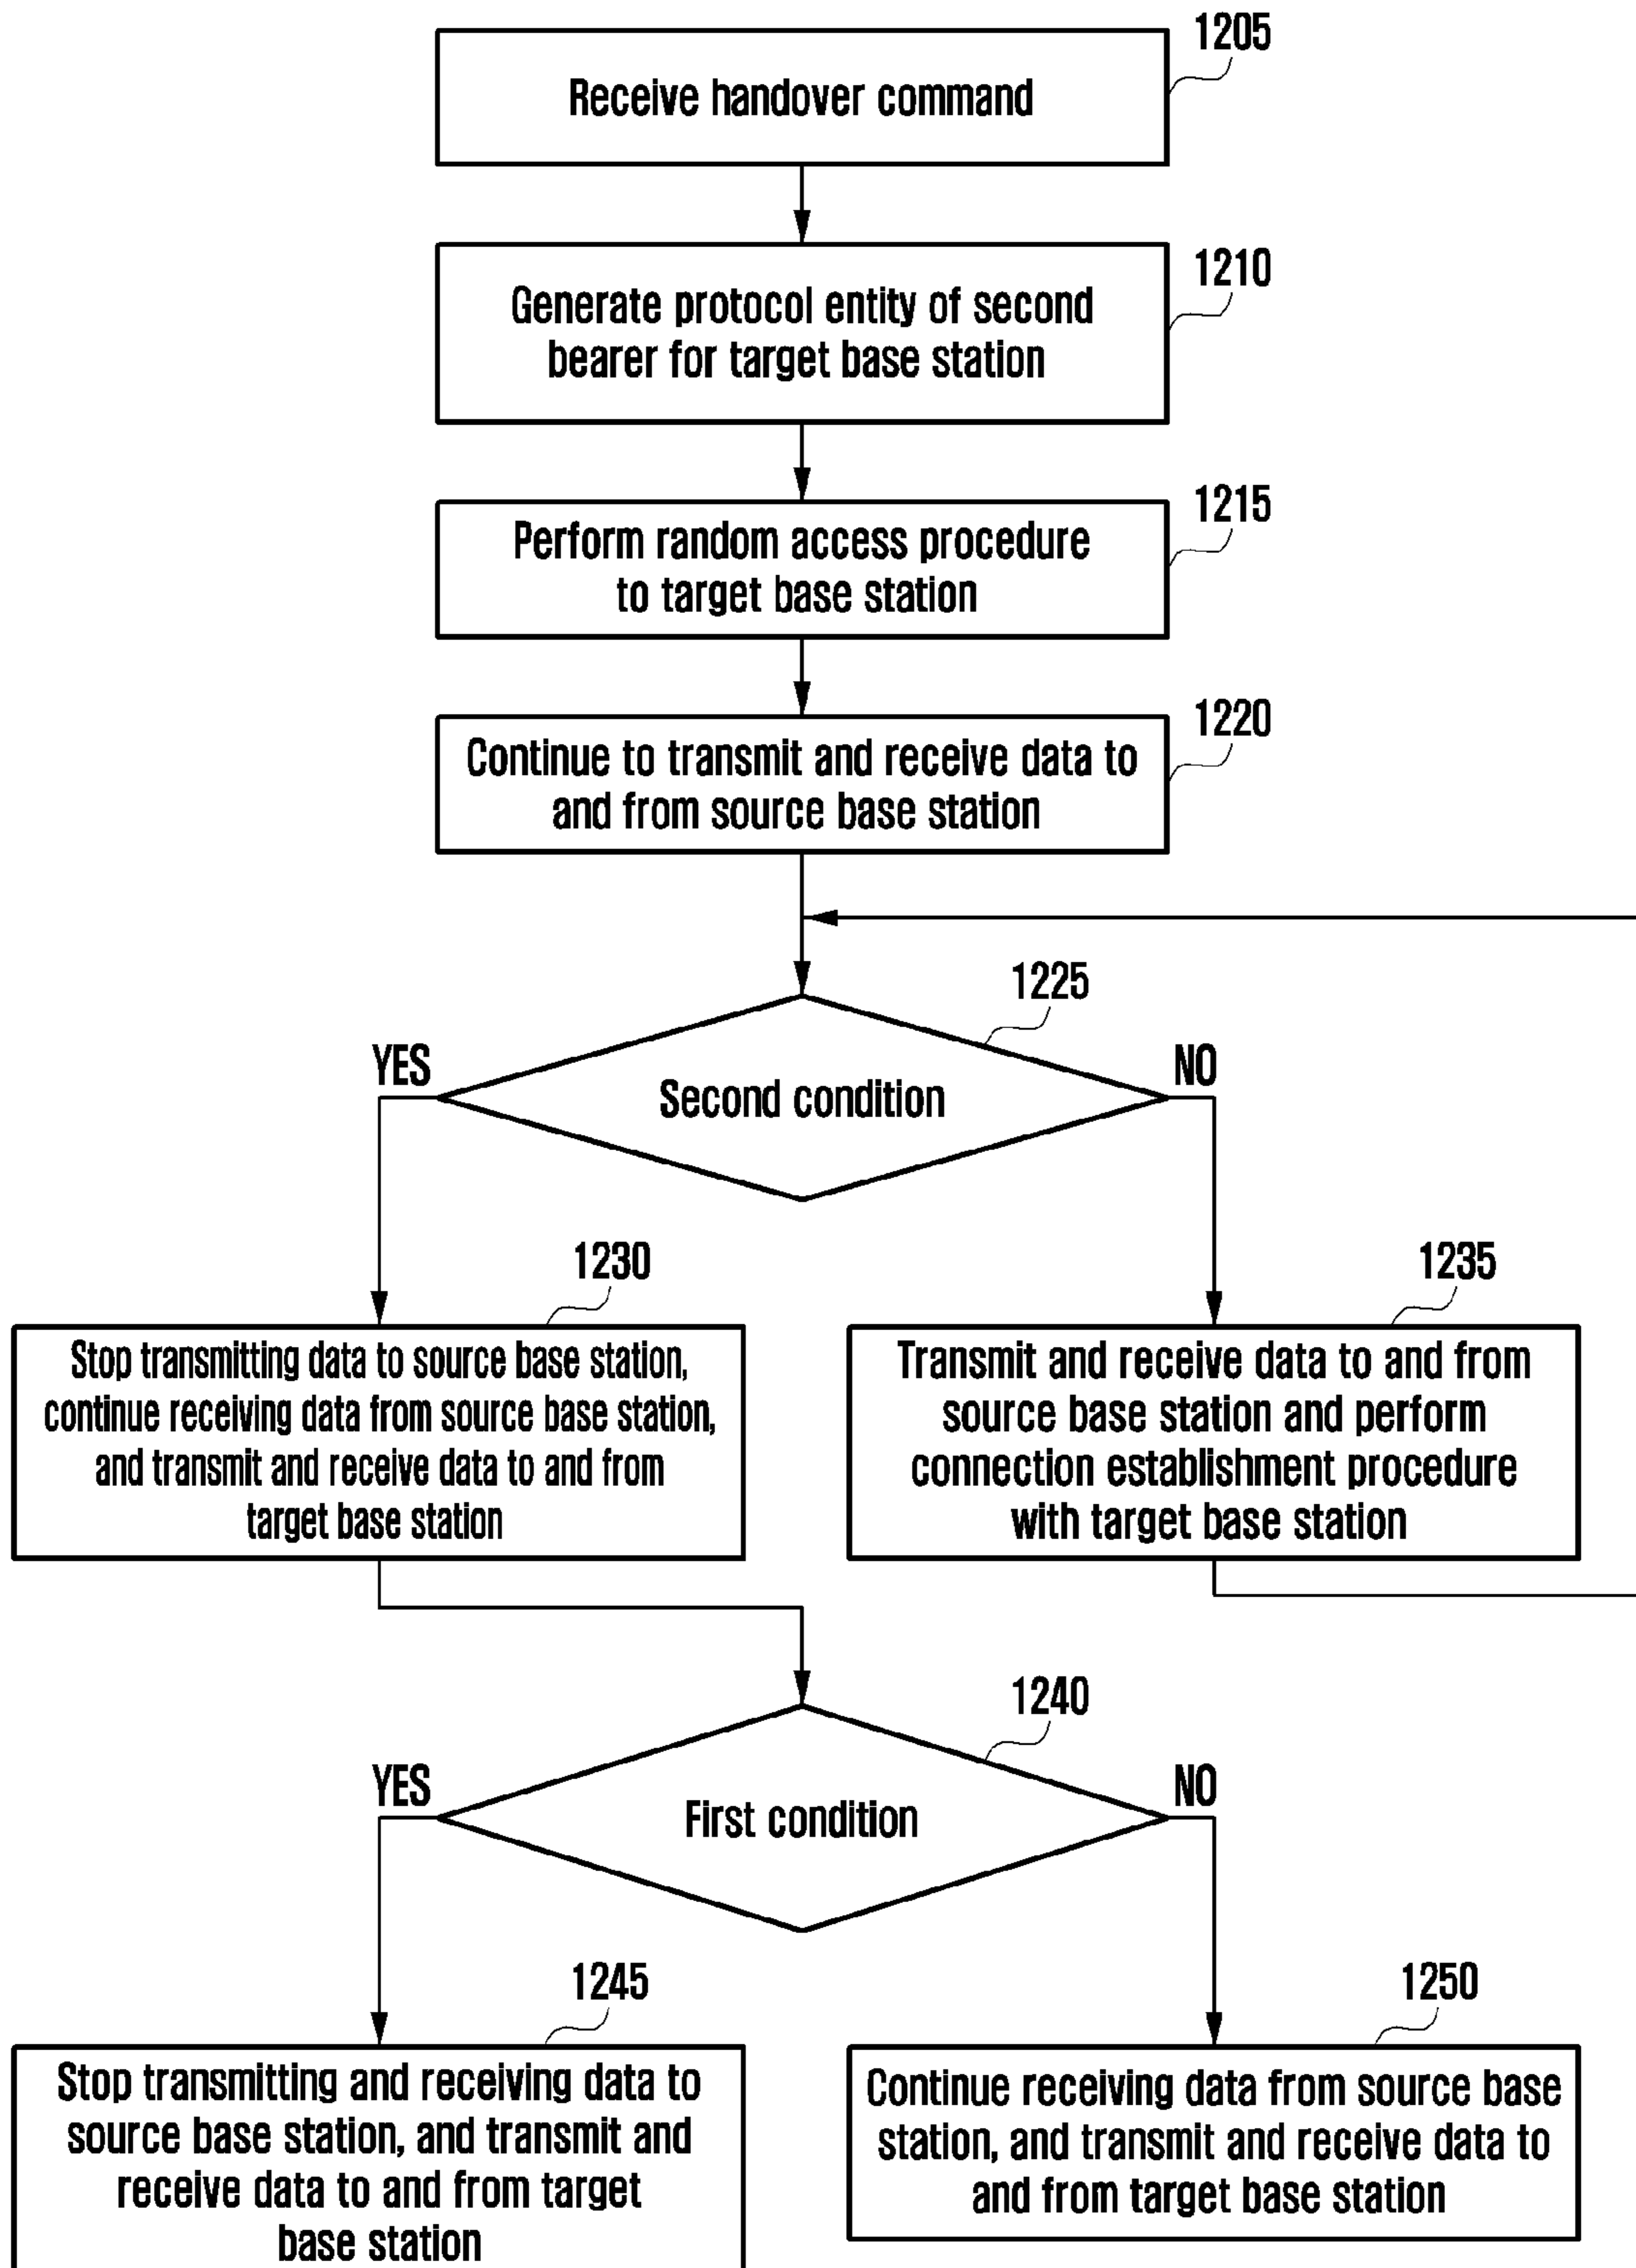 1205
Receive handover command
1210
Generate protocol entity of second
bearer for target base station
1215
Perform random access procedure
to target base station
1220
Continue to transmit and receive data to
and from source base station
1225
YES
NO
Second condition
1230
1235
Stop transmitting data to source base station,
continue receiving data from source base station,
and transmit and receive data to and from
target base station
Transmit and receive data to and from
source base station and perform
connection establishment procedure
with target base station
1240
YES
NO
First condition
1245
1250
Stop transmitting and receiving data to
source base station, and transmit and
receive data to and from target
base station
Continue receiving data from source base
station, and transmit and receive data to
and from target base station